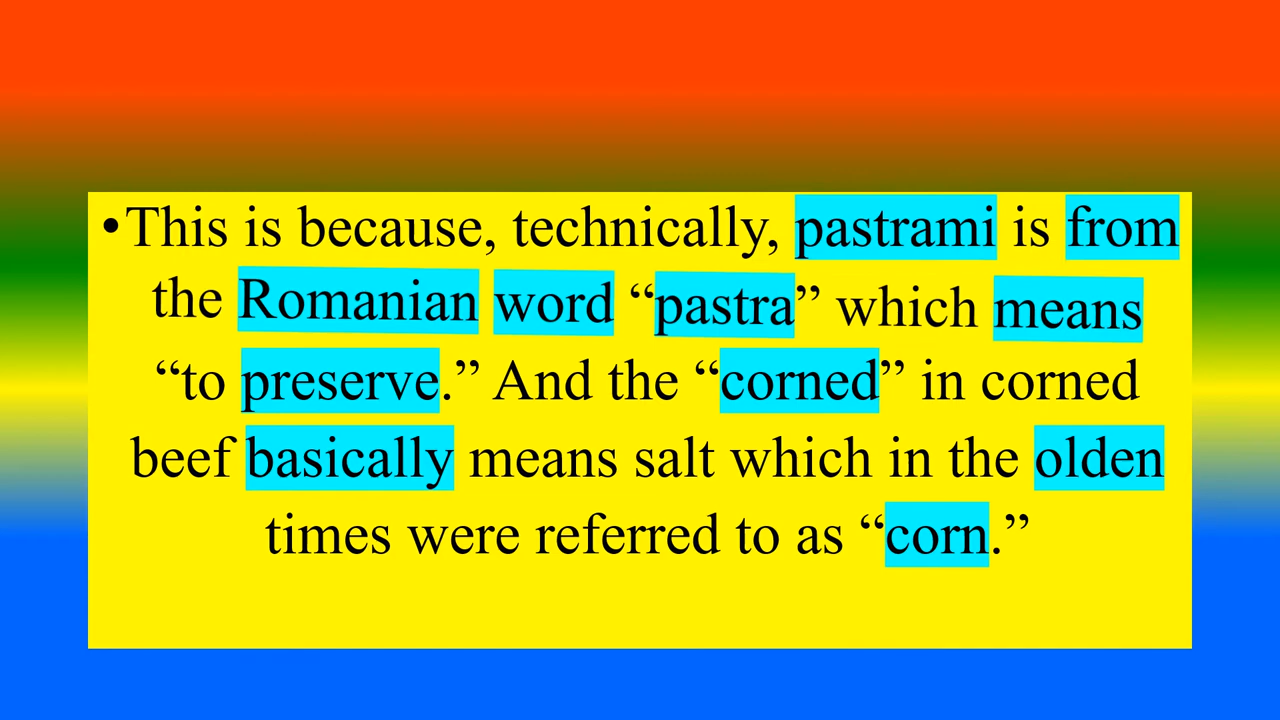 •This is because, technically, pastrami is from
the Romanian word “pastra” which means
“to preserve.” And the “corned” in corned
beef basically means salt which in the olden
times were referred to as “corn.”